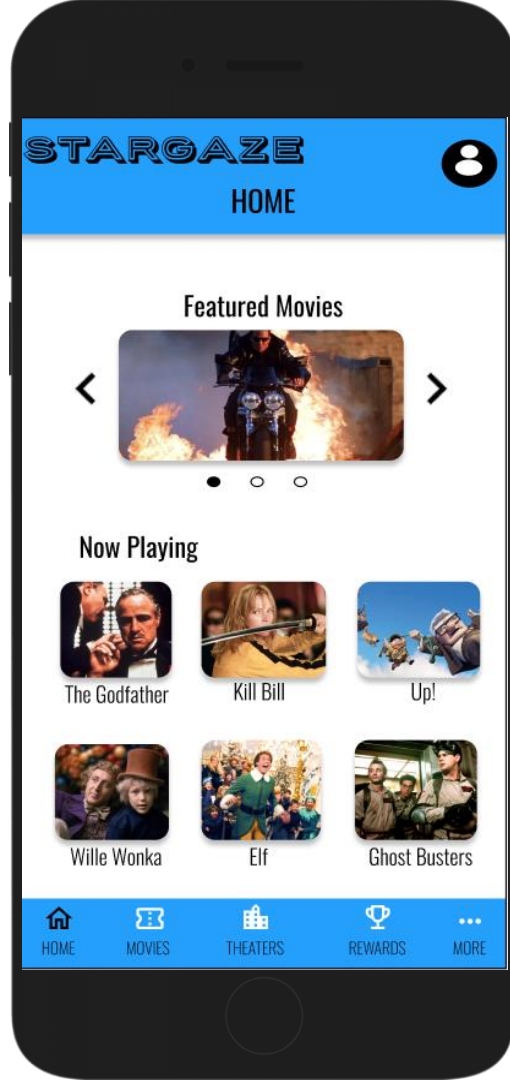 STARGAZE
HOME
Featured Movies
Now Playing
The Godfather
Kill Bill
Up!
Wille Wonka
Elf
Ghost Busters
HOME
MOVIES
THEATERS
REWARDS
MORE